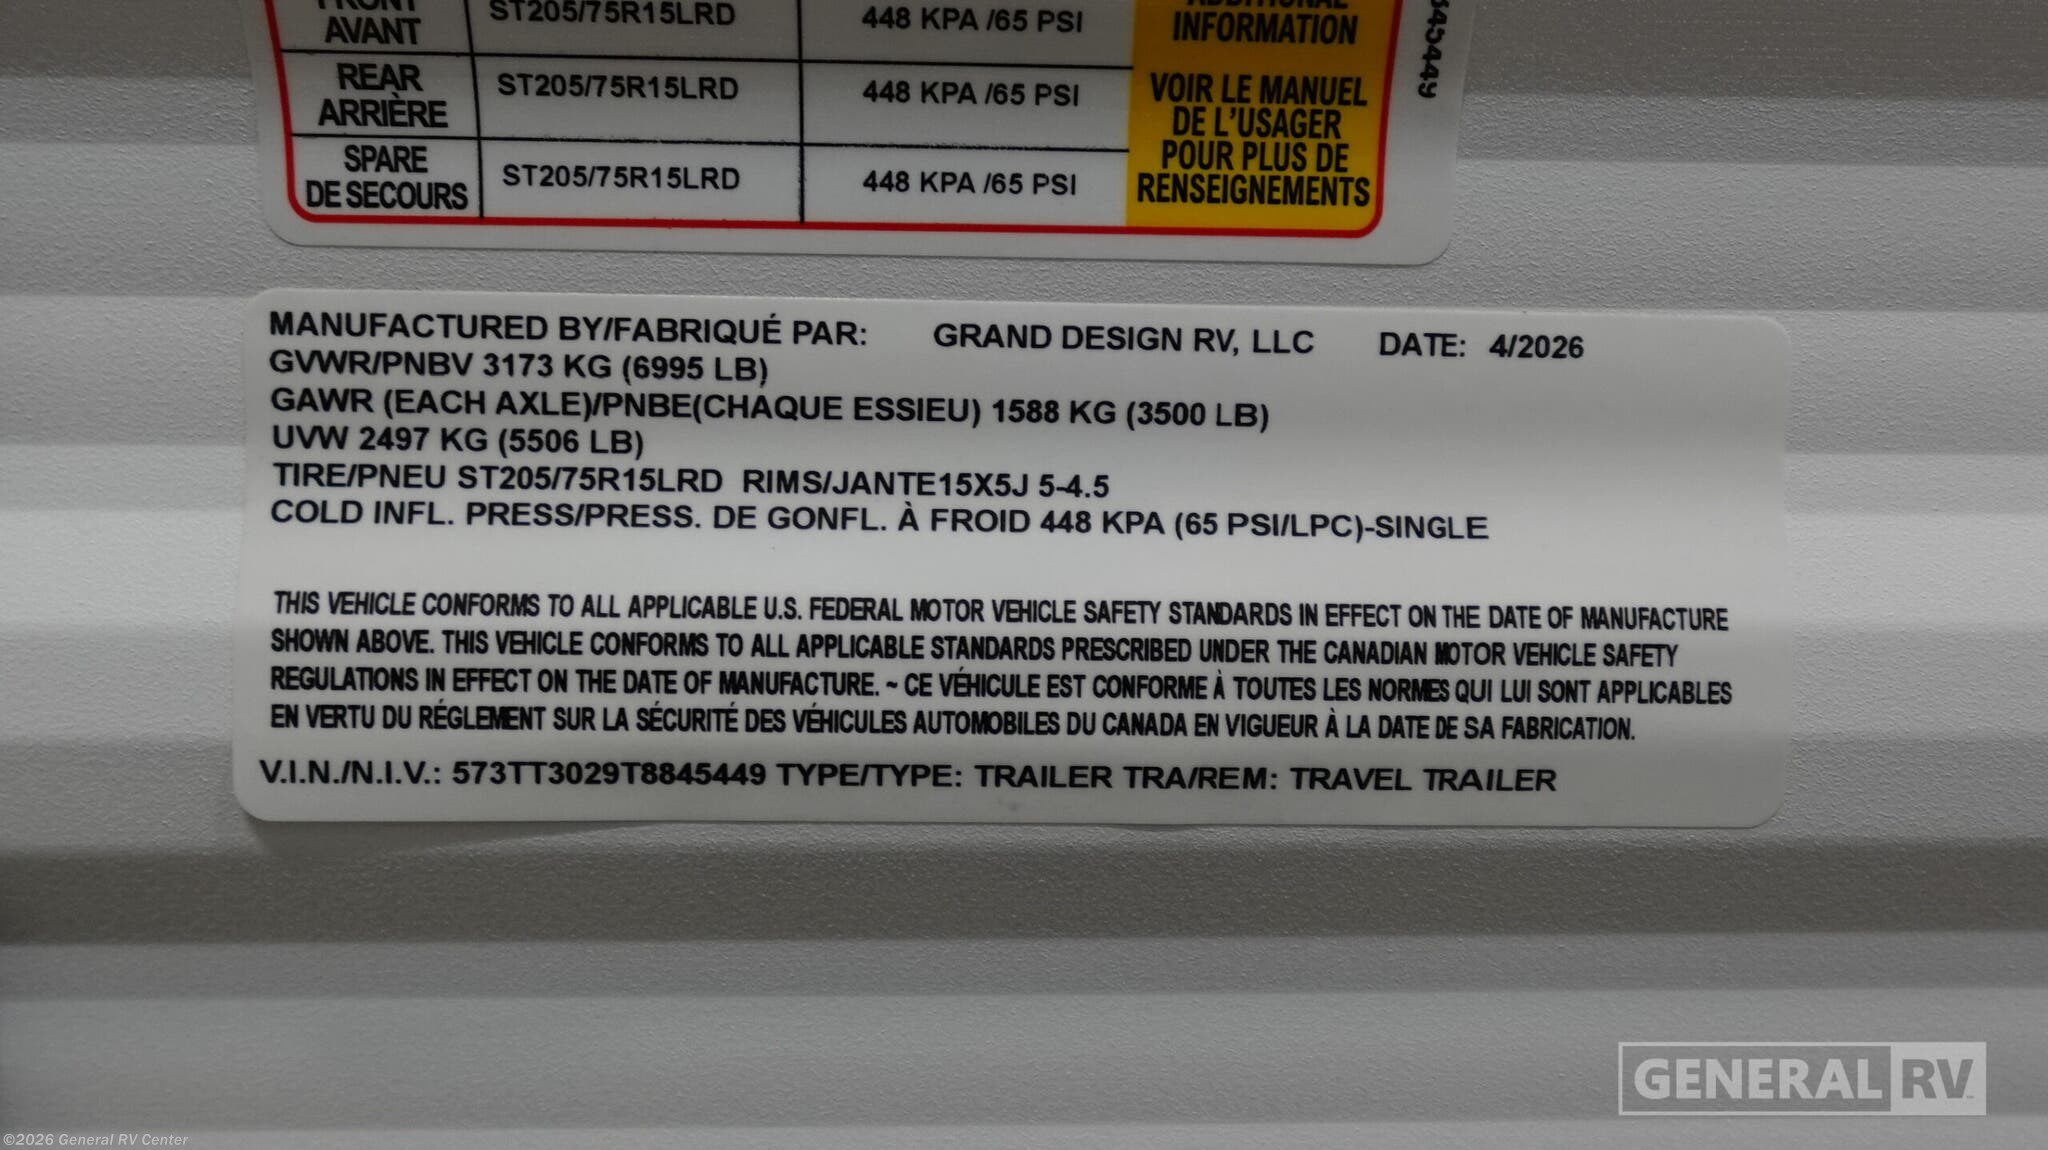 FRONT ST205/75R15LRD 448 KPA /65 PSI ADDITIONAL
AVANT INFORMATION
REAR ST205/75R15LRD 448 KPA /65 PSI VOIR LE MANUEL
ARRIÈRE DE L'USAGER
SPARE ST205/75R15LRD 448 KPA /65 PSI POUR PLUS DE
DE SECOURS RENSEIGNEMENTS
MANUFACTURED BY/FABRIQUÉ PAR: GRAND DESIGN RV, LLC DATE: 4/2026
GVWR/PNBV 3173 KG (6995 LB)
GAWR (EACH AXLE)/PNBE(CHAQUE ESSIEU) 1588 KG (3500 LB)
UVW 2497 KG (5506 LB)
TIRE/PNEU ST205/75R15LRD RIMS/JANTE15X5J 5-4.5
COLD INFL. PRESS/PRESS. DE GONFL. À FROID 448 KPA (65 PSI/LPC)-SINGLE
THIS VEHICLE CONFORMS TO ALL APPLICABLE U.S. FEDERAL MOTOR VEHICLE SAFETY STANDARDS IN EFFECT ON THE DATE OF MANUFACTURE
SHOWN ABOVE. THIS VEHICLE CONFORMS TO ALL APPLICABLE STANDARDS PRESCRIBED UNDER THE CANADIAN MOTOR VEHICLE SAFETY
REGULATIONS IN EFFECT ON THE DATE OF MANUFACTURE. ~ CE VÉHICULE EST CONFORME À TOUTES LES NORMES QUI LUI SONT APPLICABLES
EN VERTU DU RÉGLEMENT SUR LA SÉCURITÉ DES VÉHICULES AUTOMOBILES DU CANADA EN VIGUEUR À LA DATE DE SA FABRICATION.
V.I.N./N.I.V.: 573TT3029T8845449 TYPE/TYPE: TRAILER TRA/REM: TRAVEL TRAILER
GENERAL RV
©2026 General RV Center